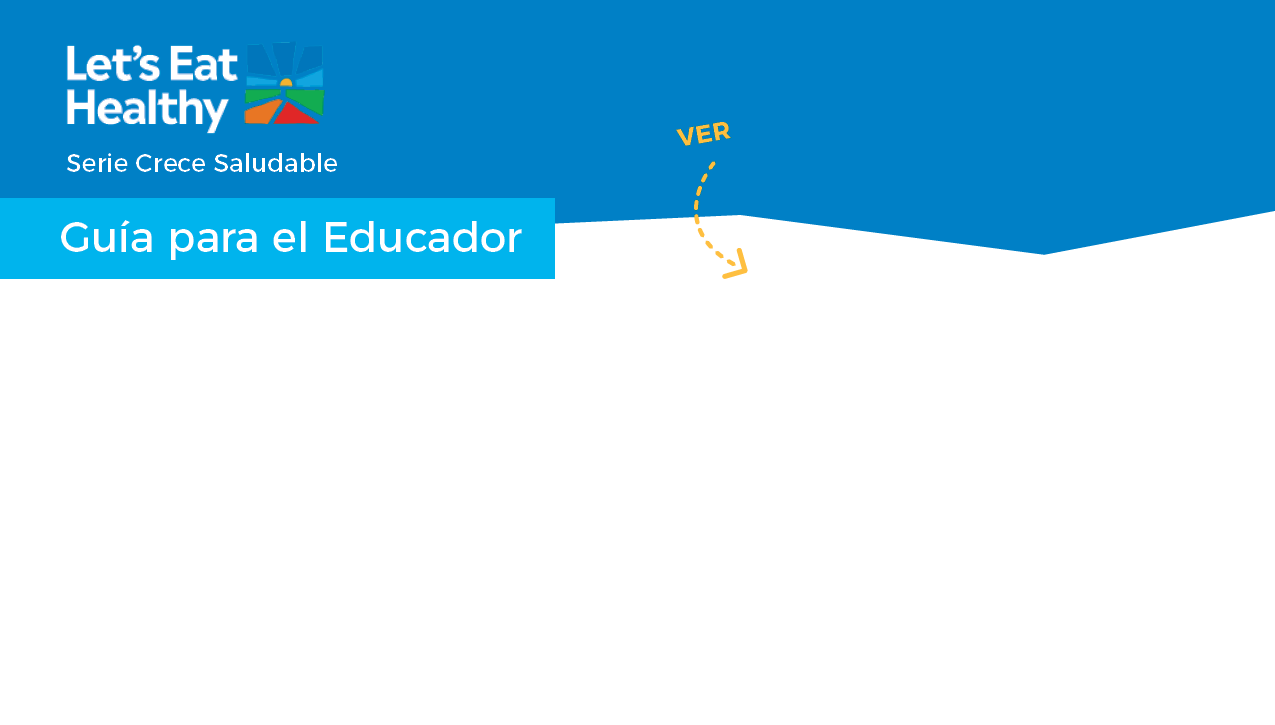 Let's Eat
Healthy
Serie Crece Saludable
Guía para el Educador
VER